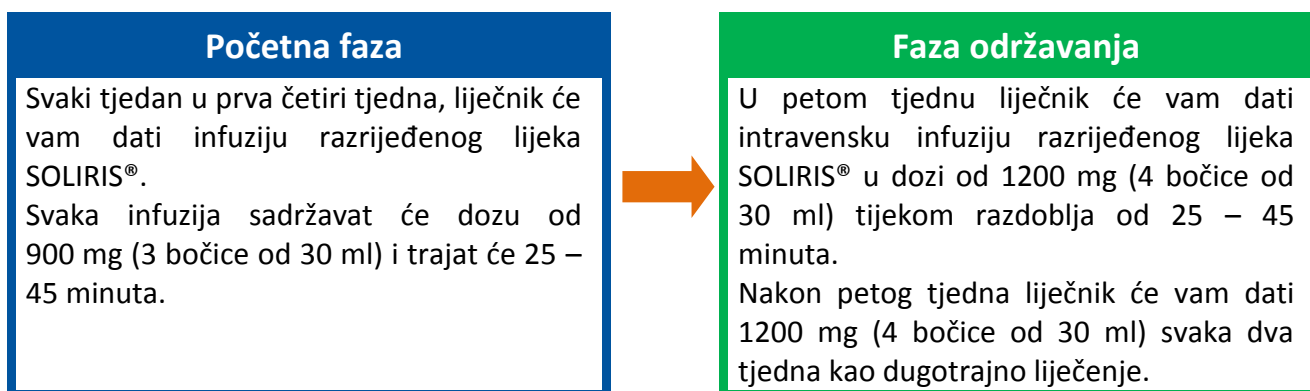 Početna faza
Svaki tjedan u prva četiri tjedna, liječnik će
vam dati infuziju razrijeđenog lijeka
SOLIRIS®.
Svaka infuzija sadržavat će dozu od
900 mg (3 bočice od 30 ml) i trajat će 25 –
45 minuta.
Faza održavanja
U petom tjednu liječnik će vam dati
intravensku infuziju razrijeđenog lijeka
SOLIRIS® u dozi od 1200 mg (4 bočice od
30 ml) tijekom razdoblja od 25 – 45
minuta.
Nakon petog tjedna liječnik će vam dati
1200 mg (4 bočice od 30 ml) svaka dva
tjedna kao dugotrajno liječenje.